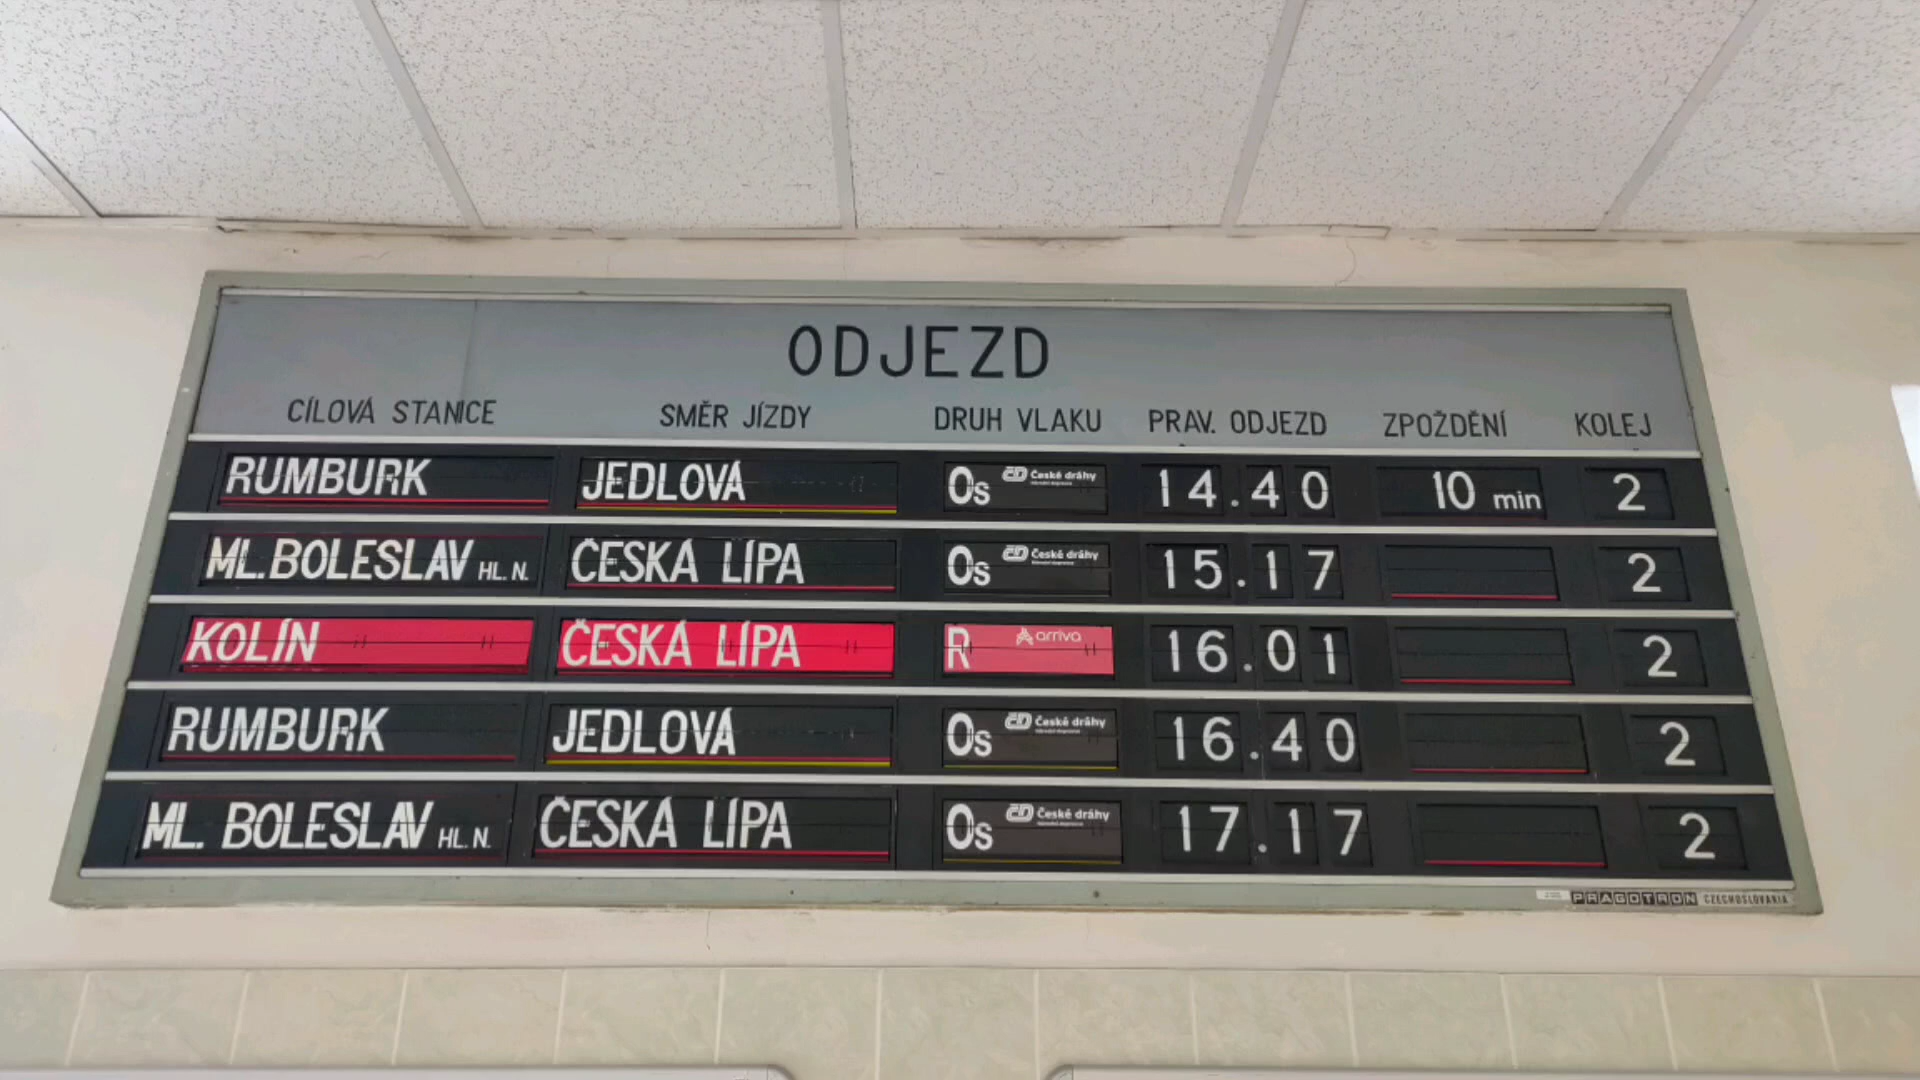 ODJEZD
CÍLOVÁ STANICE SMĚR JÍZDY DRUH VLAKU PRAV. ODJEZD ZPOŽDĚNÍ KOLEJ
RUMBURK JEDLOVÁ Os České dráhy 14.40 10 min 2
ML.BOLESLAV HL.N. ČESKÁ LÍPA Os České dráhy 15.17 2
KOLÍN ČESKÁ LÍPA R arriva 16.01 2
RUMBURK JEDLOVÁ Os České dráhy 16.40 2
ML. BOLESLAV HL.N. ČESKÁ LÍPA Os České dráhy 17.17 2
PRAGOTRON CZECHOSLOVAKIA